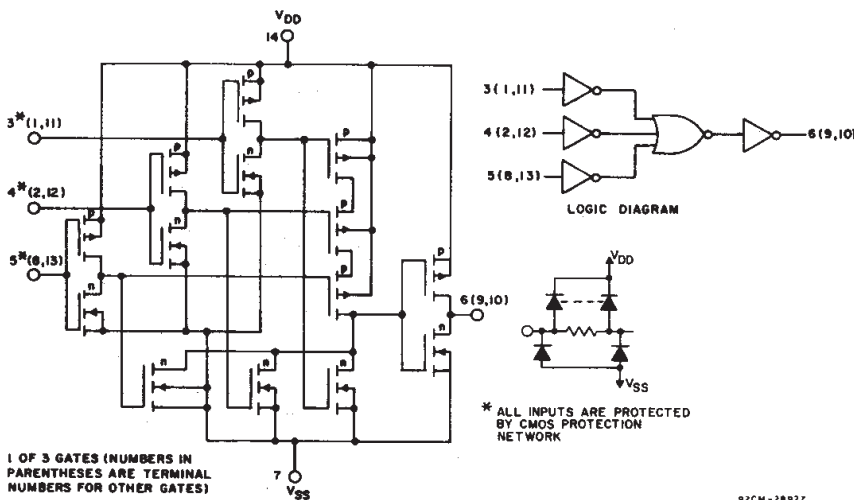 VDD
14
p
3*(1,11)
p
n
p
4*(2,12)
n
p
p
5*(8,13)
n
p
p
n
6(9,10)
n
n
n
7
VSS
1 OF 3 GATES (NUMBERS IN
PARENTHESES ARE TERMINAL
NUMBERS FOR OTHER GATES)
3(1,11)
4(2,12)
5(8,13)
6(9,10)
LOGIC DIAGRAM
VDD
VSS
* ALL INPUTS ARE PROTECTED
BY CMOS PROTECTION
NETWORK
92CM-28927